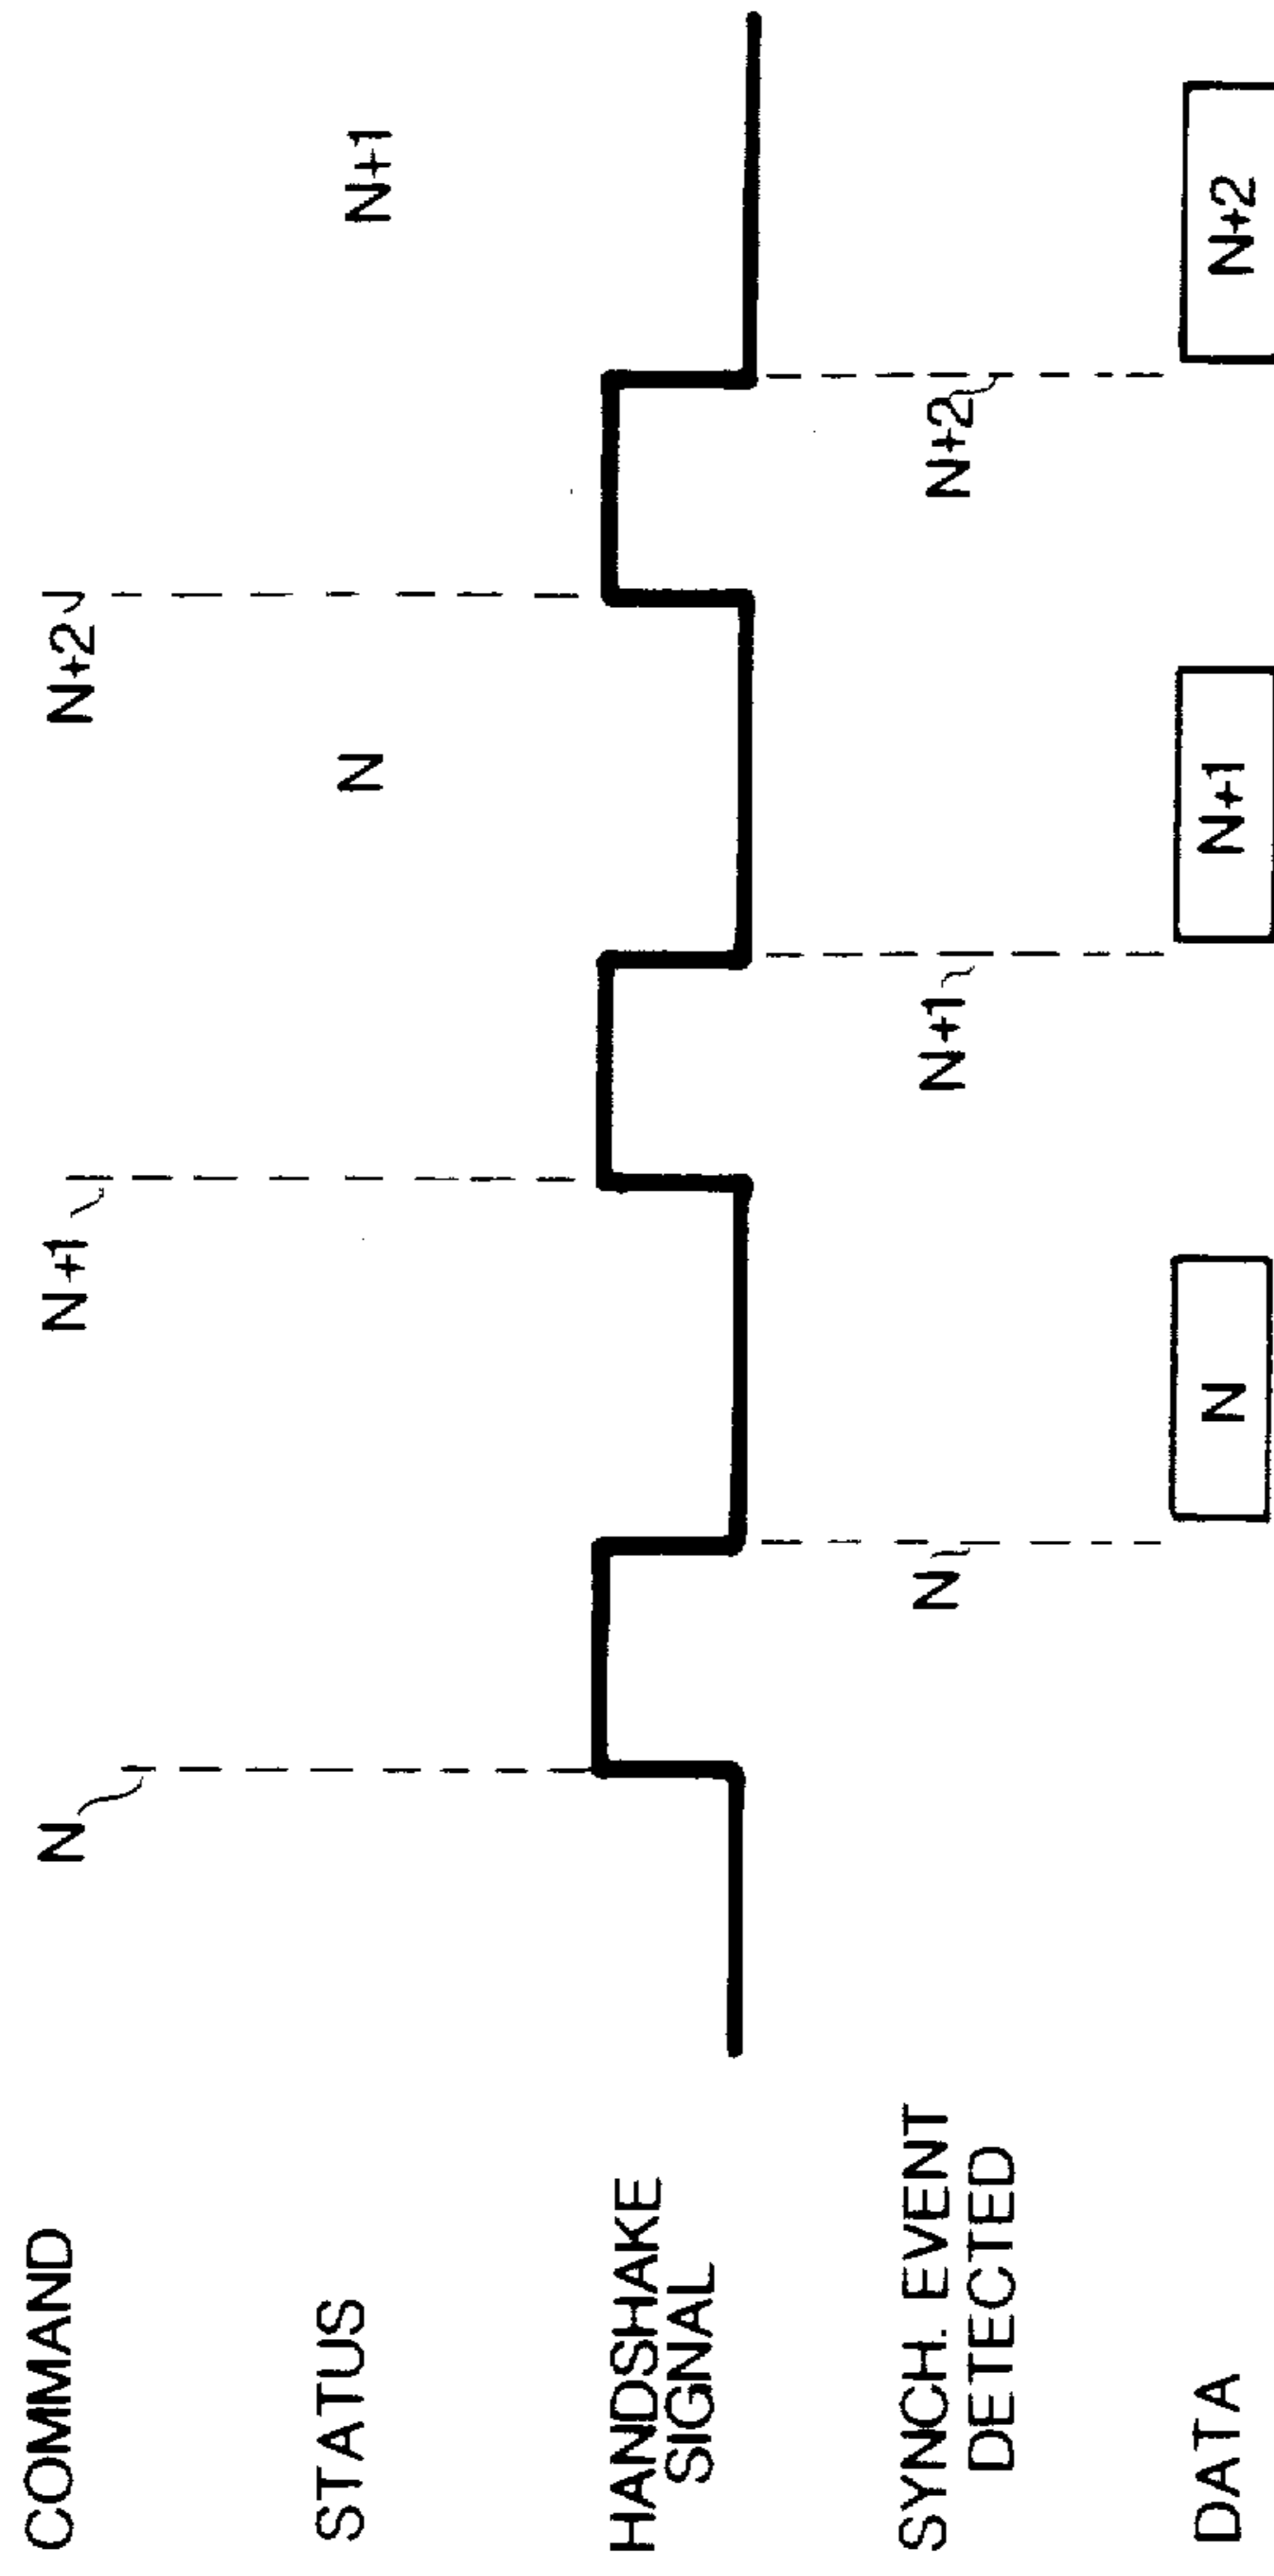 COMMAND
N
N+1
N+2
STATUS
N
N+1
HANDSHAKE
SIGNAL
SYNCH. EVENT
DETECTED
N
N+1
N+2
DATA
N
N+1
N+2